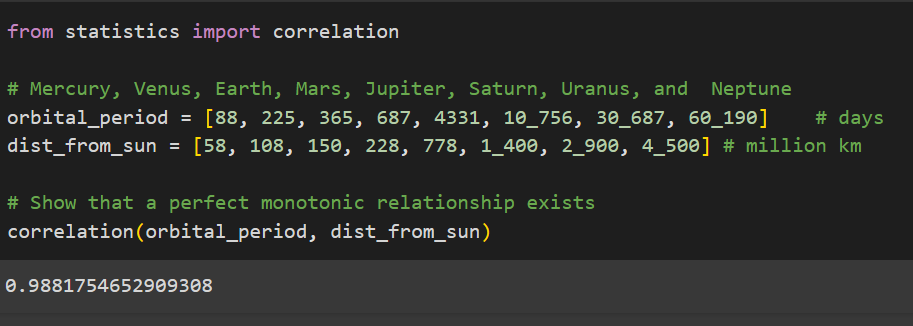 from statistics import correlation
# Mercury, Venus, Earth, Mars, Jupiter, Saturn, Uranus, and  Neptune
orbital_period = [88, 225, 365, 687, 4331, 10_756, 30_687, 60_190]    # days
dist_from_sun = [58, 108, 150, 228, 778, 1_400, 2_900, 4_500] # million km
# Show that a perfect monotonic relationship exists
correlation(orbital_period, dist_from_sun)
0.9881754652909308